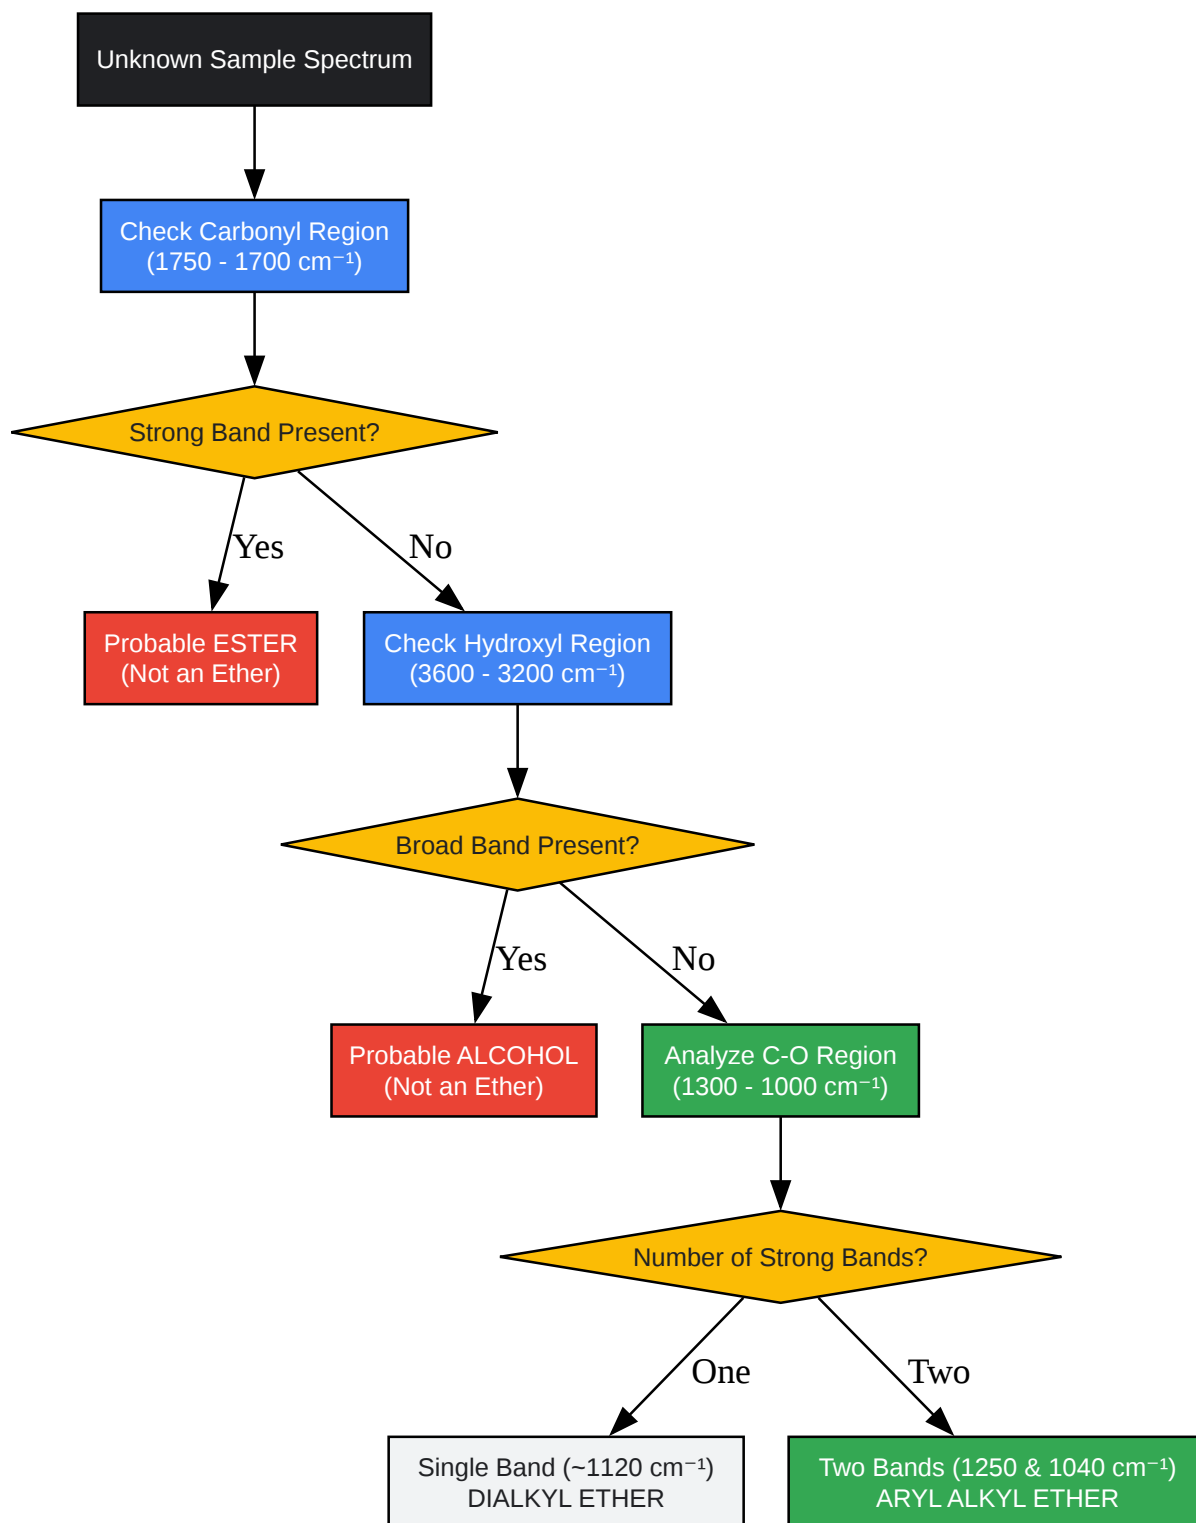 Unknown Sample Spectrum
Check Carbonyl Region
(1750 - 1700 cm⁻¹)
Strong Band Present?
Yes
No
Probable ESTER
(Not an Ether)
Check Hydroxyl Region
(3600 - 3200 cm⁻¹)
Broad Band Present?
Yes
No
Probable ALCOHOL
(Not an Ether)
Analyze C-O Region
(1300 - 1000 cm⁻¹)
Number of Strong Bands?
One
Two
Single Band (~1120 cm⁻¹)
DIALKYL ETHER
Two Bands (1250 & 1040 cm⁻¹)
ARYL ALKYL ETHER